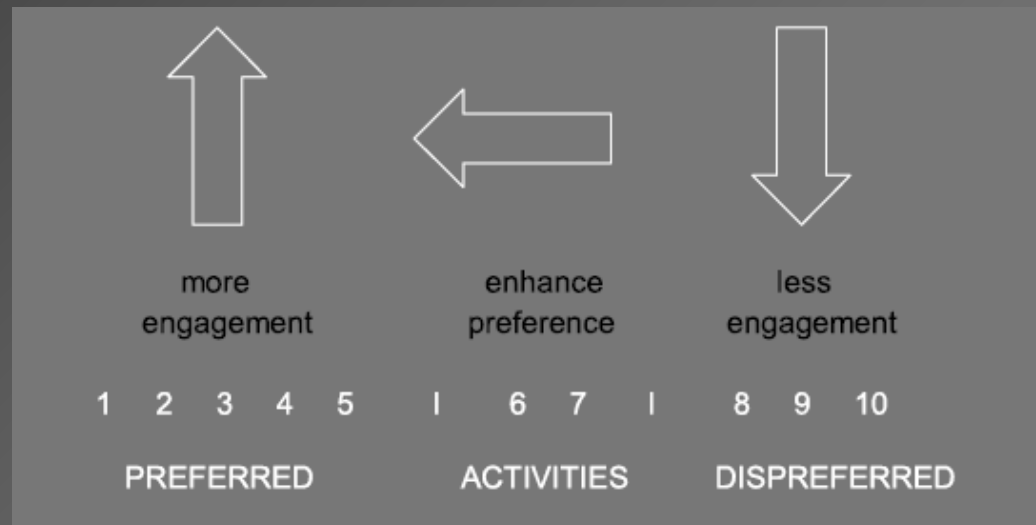 more
engagement
enhance
preference
less
engagement
1 2 3 4 5 I 6 7 I 8 9 10
PREFERRED ACTIVITIES DISPREFERRED